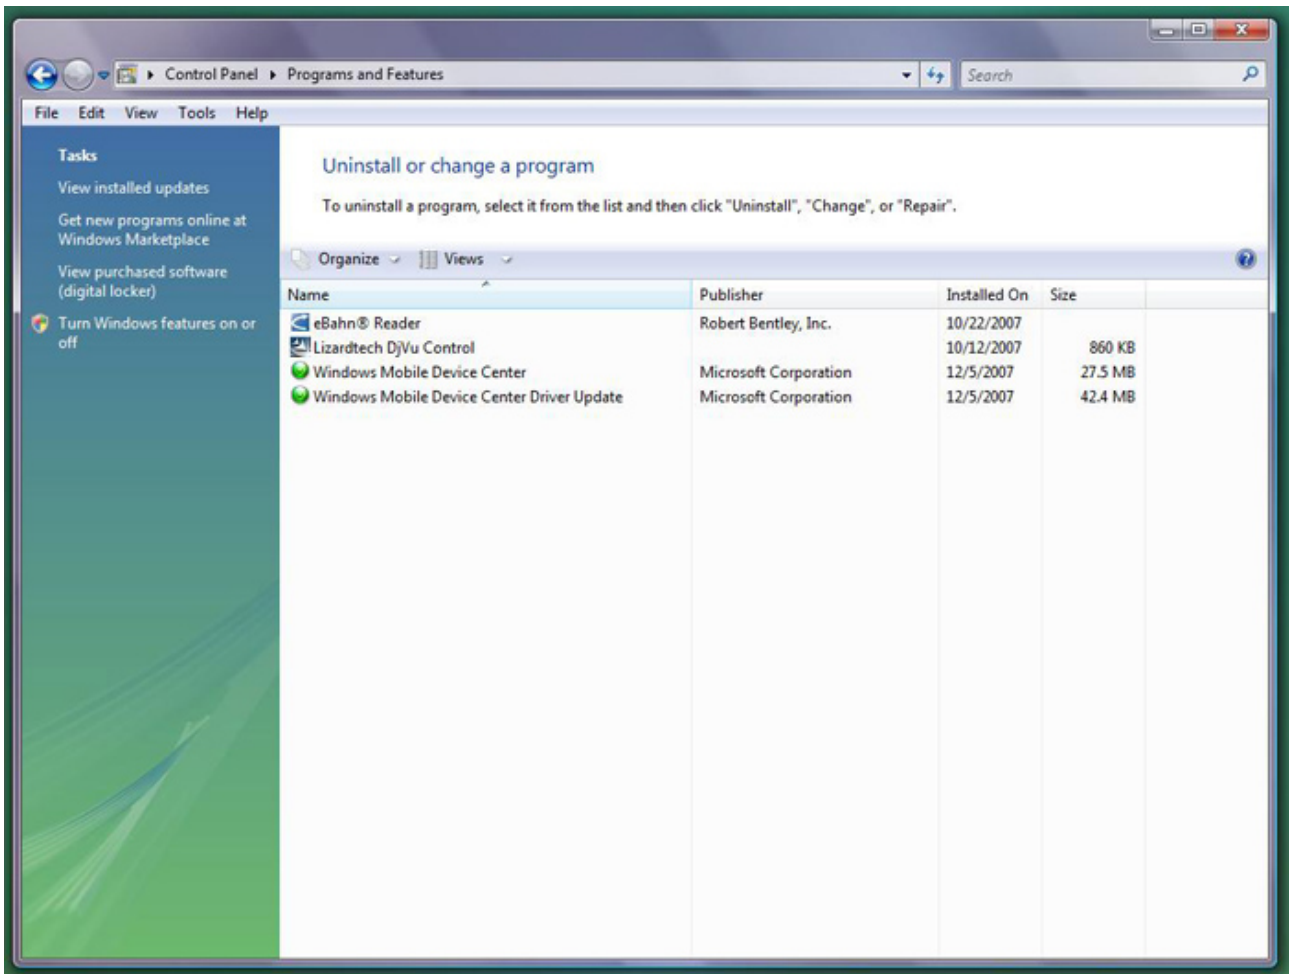 Control Panel Programs and Features
Search
File Edit View Tools Help
Tasks
View installed updates
Get new programs online at
Windows Marketplace
View purchased software
(digital locker)
Turn Windows features on or
off
Uninstall or change a program
To uninstall a program, select it from the list and then click "Uninstall", "Change", or "Repair".
Organize Views
Name Publisher Installed On Size
eBahn® Reader Robert Bentley, Inc. 10/22/2007
Lizardtech DjVu Control 10/12/2007 860 KB
Windows Mobile Device Center Microsoft Corporation 12/5/2007 27.5 MB
Windows Mobile Device Center Driver Update Microsoft Corporation 12/5/2007 42.4 MB